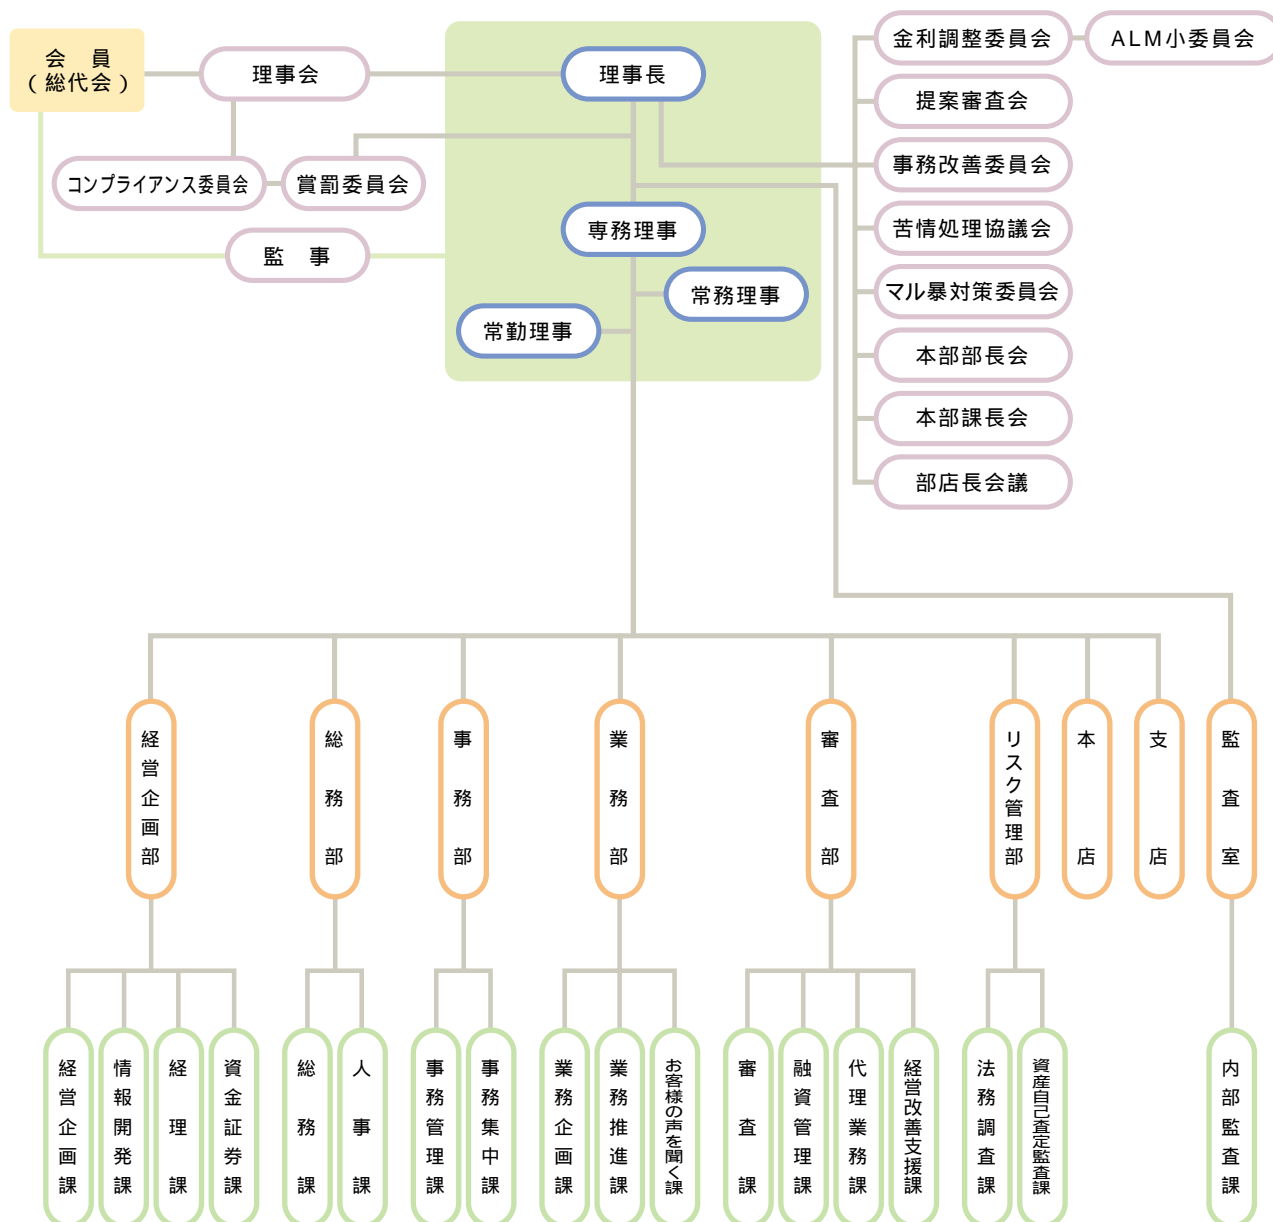 会　員
（総代会）
理事会
理事長
金利調整委員会
ALM小委員会
提案審査会
コンプライアンス委員会
賞罰委員会
事務改善委員会
専務理事
苦情処理協議会
監　事
常務理事
マル暴対策委員会
常勤理事
本部部長会
本部課長会
部店長会議
経営企画部
総務部
事務部
業務部
審査部
リスク管理部
本店
支店
監査室
経営企画課
情報開発課
経理課
資金証券課
総務課
人事課
事務管理課
事務集中課
業務企画課
業務推進課
お客様の声を聞く課
審査課
融資管理課
代理業務課
経営改善支援課
法務調査課
資産自己査定監査課
内部監査課